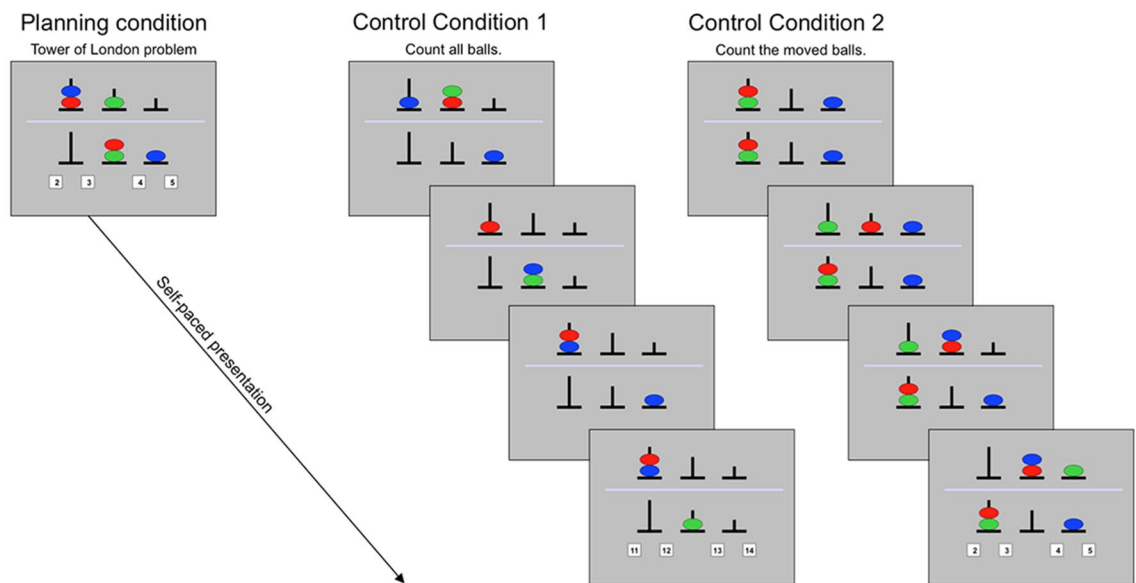 Planning condition
Tower of London problem
2 3 4 5
Self-paced presentation
Control Condition 1
Count all balls.
11 12 13 14
Control Condition 2
Count the moved balls.
2 3 4 5